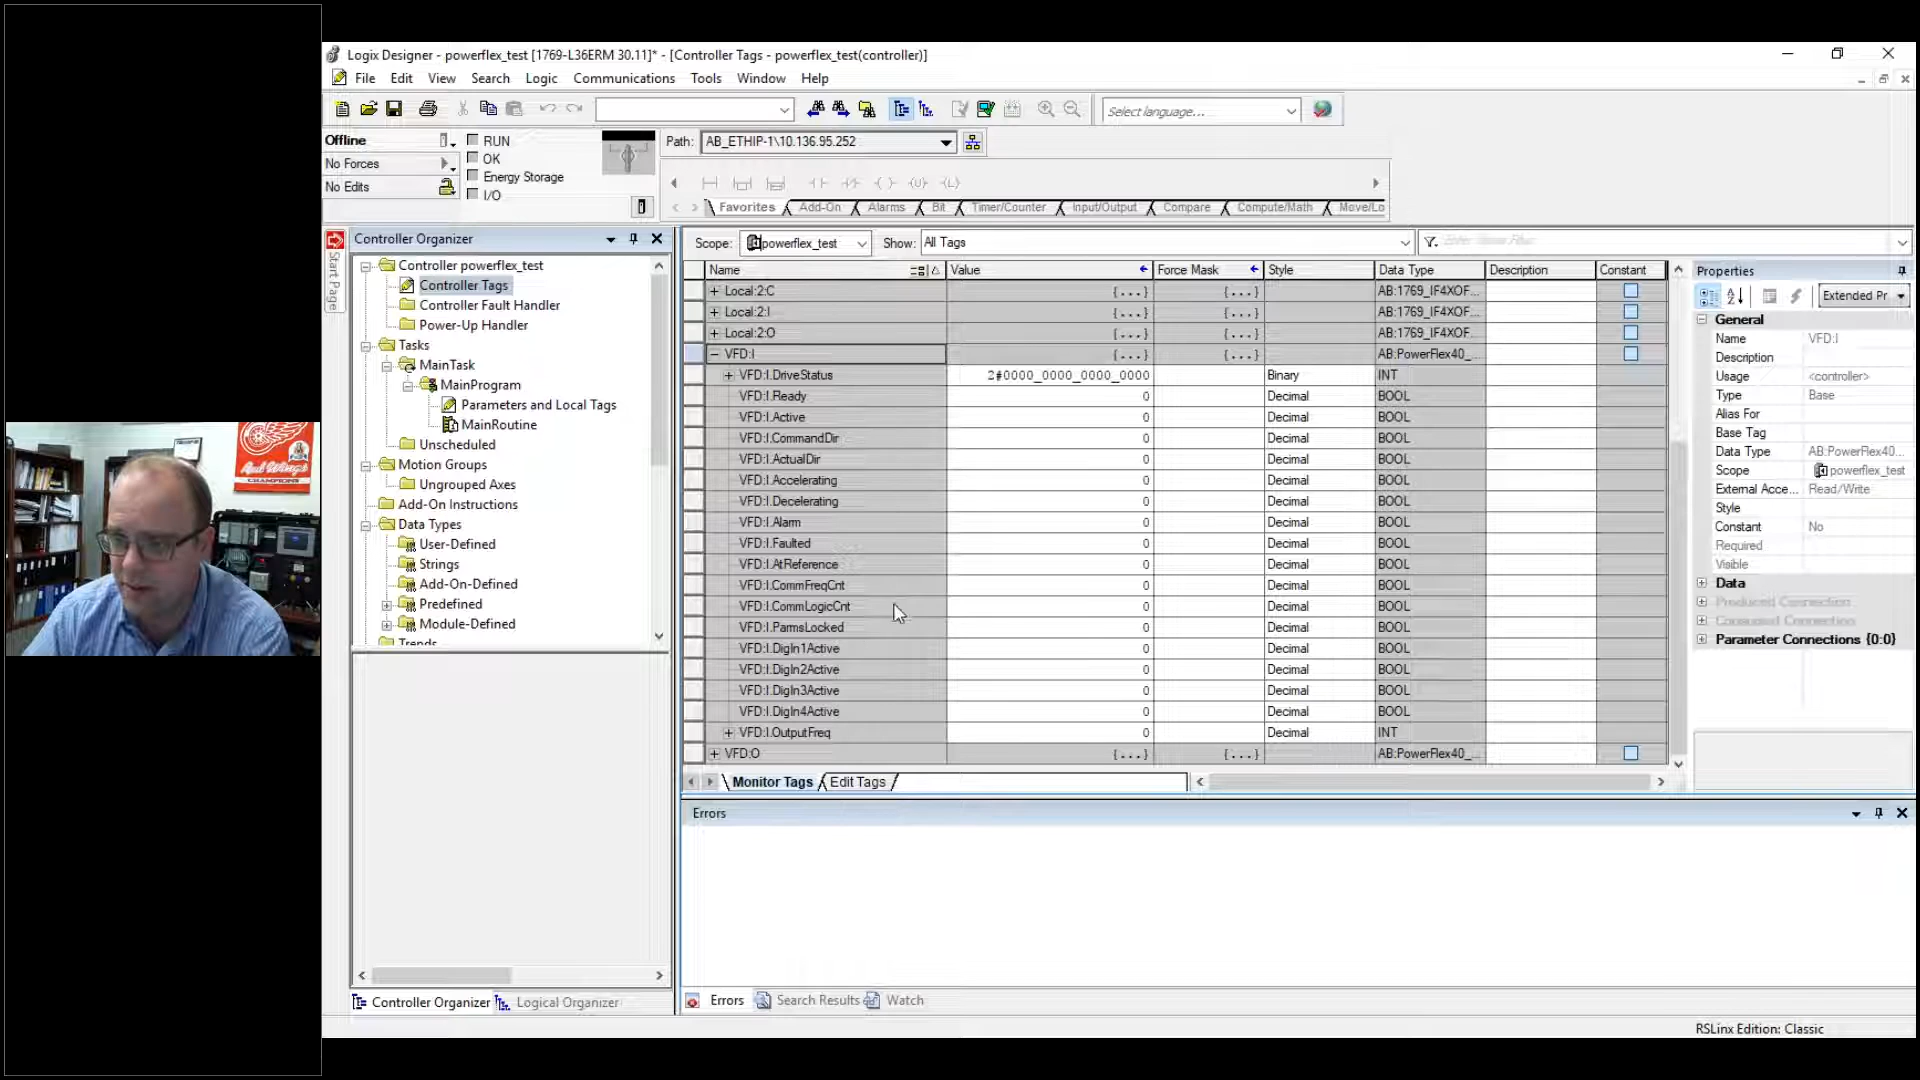 Logix Designer - powerflex_test [1769-L36ERM 30.11]* - [Controller Tags - powerflex_test(controller)]
File Edit View Search Logic Communications Tools Window Help
Select language...
Offline RUN
No Forces OK
No Edits Energy Storage
I/O
Path: AB_ETHIP-1\10.136.95.252
Favorites Add-On Alarms Bit Timer/Counter Input/Output Compare Compute/Math Move/Lo
Start Page
Controller Organizer
Controller powerflex_test
Controller Tags
Controller Fault Handler
Power-Up Handler
Tasks
MainTask
MainProgram
Parameters and Local Tags
MainRoutine
Unscheduled
Motion Groups
Ungrouped Axes
Add-On Instructions
Data Types
User-Defined
Strings
Add-On-Defined
Predefined
Module-Defined
Trends
Controller Organizer Logical Organizer
Scope: powerflex_test Show: All Tags
Name Value Force Mask Style Data Type Description Constant
Local:2:C {...} {...} AB:1769_IF4XOF...
Local:2:I {...} {...} AB:1769_IF4XOF...
Local:2:O {...} {...} AB:1769_IF4XOF...
VFD:I {...} {...} AB:PowerFlex40_...
VFD:I.DriveStatus 2#0000_0000_0000_0000 Binary INT
VFD:I.Ready 0 Decimal BOOL
VFD:I.Active 0 Decimal BOOL
VFD:I.CommandDir 0 Decimal BOOL
VFD:I.ActualDir 0 Decimal BOOL
VFD:I.Accelerating 0 Decimal BOOL
VFD:I.Decelerating 0 Decimal BOOL
VFD:I.Alarm 0 Decimal BOOL
VFD:I.Faulted 0 Decimal BOOL
VFD:I.AtReference 0 Decimal BOOL
VFD:I.CommFreqCnt 0 Decimal BOOL
VFD:I.CommLogicCnt 0 Decimal BOOL
VFD:I.ParmsLocked 0 Decimal BOOL
VFD:I.DigIn1Active 0 Decimal BOOL
VFD:I.DigIn2Active 0 Decimal BOOL
VFD:I.DigIn3Active 0 Decimal BOOL
VFD:I.DigIn4Active 0 Decimal BOOL
VFD:I.OutputFreq 0 Decimal INT
VFD:O {...} {...} AB:PowerFlex40_...
Monitor Tags Edit Tags
Properties
Extended Pr
General
Name VFD:I
Description
Usage <controller>
Type Base
Alias For
Base Tag
Data Type AB:PowerFlex40...
Scope powerflex_test
External Acce... Read/Write
Style
Constant No
Required
Visible
Data
Produced Connection
Consumed Connection
Parameter Connections {0:0}
Errors
Errors Search Results Watch
RSLinx Edition: Classic
Red Wings
CHAMPIONS